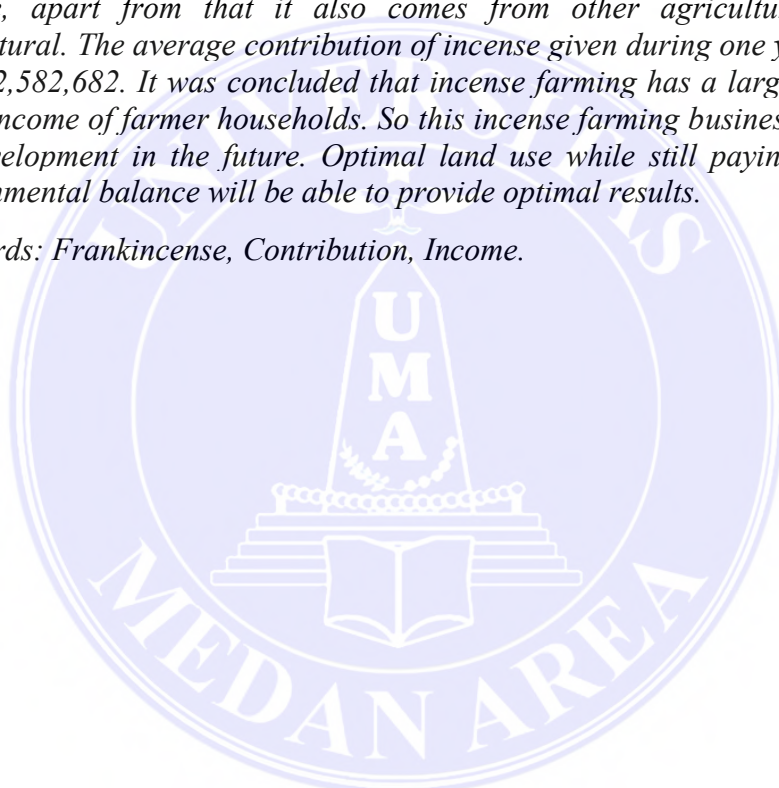 , apart from that it also comes from other agricultu
tural. The average contribution of incense given during one y
2,582,682. It was concluded that incense farming has a larg
ncome of farmer households. So this incense farming busines
velopment in the future. Optimal land use while still payin
nmental balance will be able to provide optimal results.
rds: Frankincense, Contribution, Income.
UNIVERSITAS
UMA
MEDAN AREA